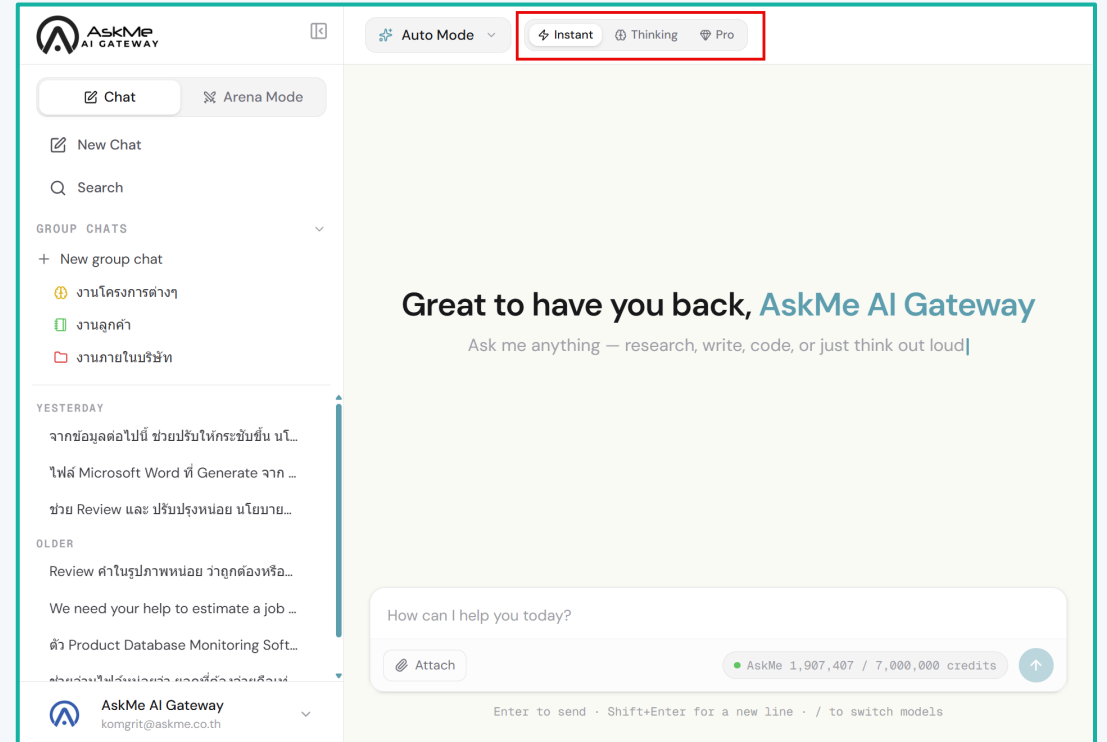 AskMe
AI GATEWAY
Auto Mode
Instant Thinking Pro
Chat Arena Mode
New Chat
Search
GROUP CHATS
New group chat
งานโครงการต่างๆ
งานลูกค้า
งานภายในบริษัท
YESTERDAY
จากข้อมูลต่อไปนี้ ช่วยปรับให้กระชับขึ้น นโ...
ไฟล์ Microsoft Word ที่ Generate จาก ...
ช่วย Review และ ปรับปรุงหน่อย นโยบาย...
OLDER
Review คำในรูปภาพหน่อย ว่าถูกต้องหรือ...
We need your help to estimate a job ...
ตัว Product Database Monitoring Soft...
AskMe AI Gateway
komgrit@askme.co.th
Great to have you back, AskMe AI Gateway
Ask me anything — research, write, code, or just think out loud
How can I help you today?
Attach
AskMe 1,907,407 / 7,000,000 credits
Enter to send · Shift+Enter for a new line · / to switch models